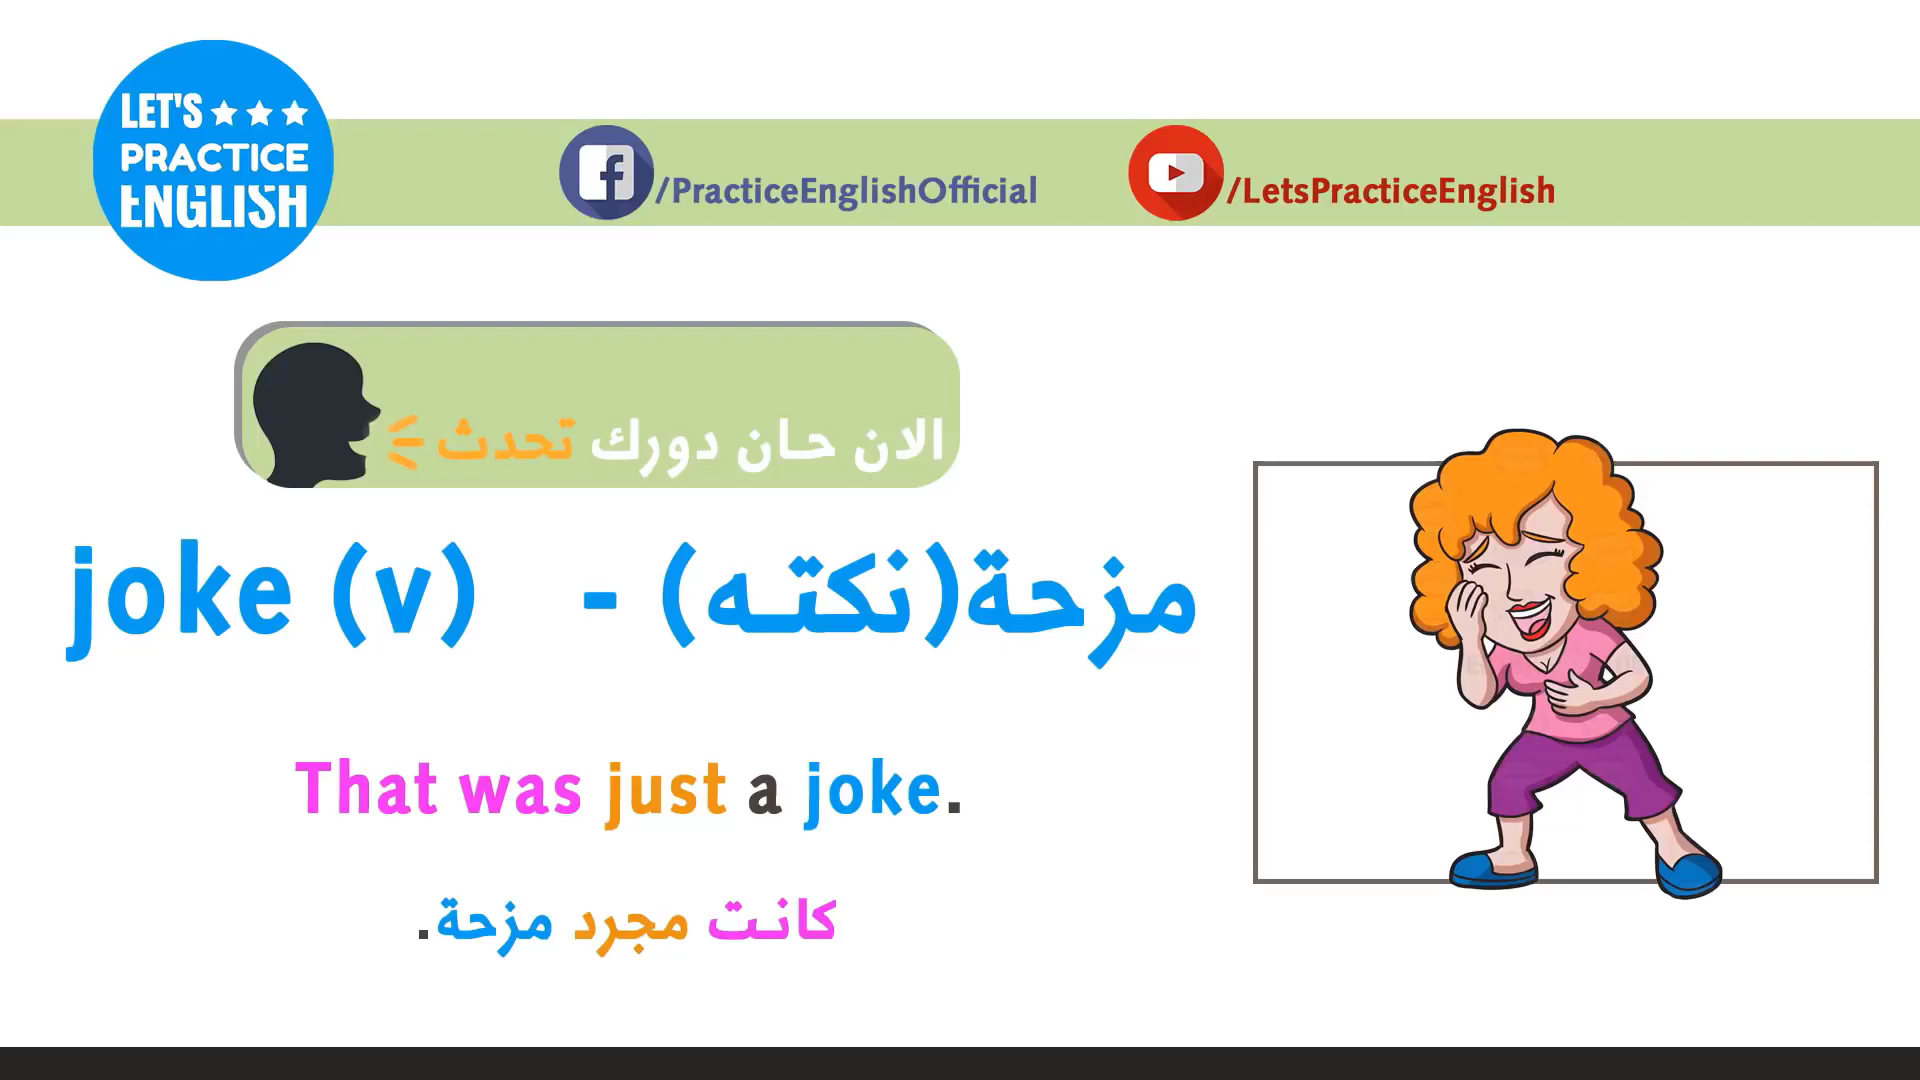 LET'S
PRACTICE
ENGLISH
/PracticeEnglishOfficial
/LetsPracticeEnglish
الان حان دورك تحدث
joke (v) - مزحة(نكته)
That was just a joke.
كانت مجرد مزحة.